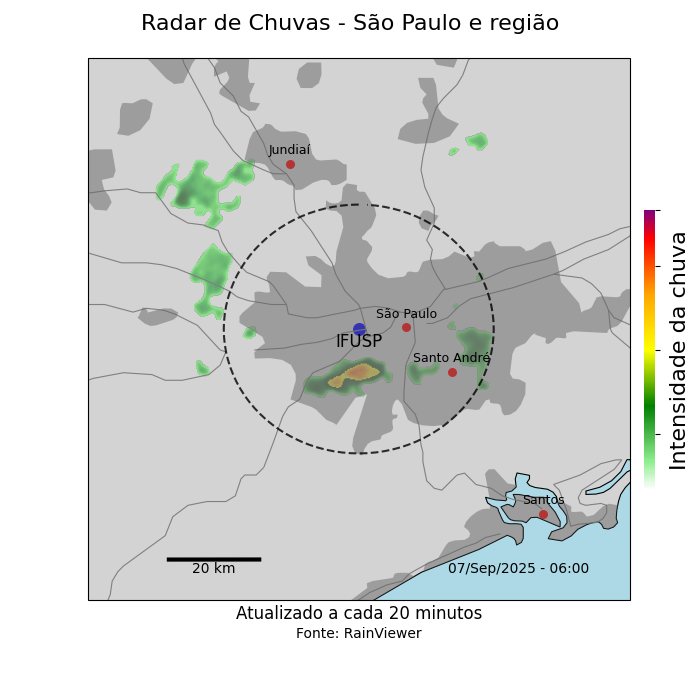 Radar de Chuvas - São Paulo e região
Jundiaí
São Paulo
IFUSP
Santo André
Intensidade da chuva
Santos
20 km
07/Sep/2025 - 06:00
Atualizado a cada 20 minutos
Fonte: RainViewer